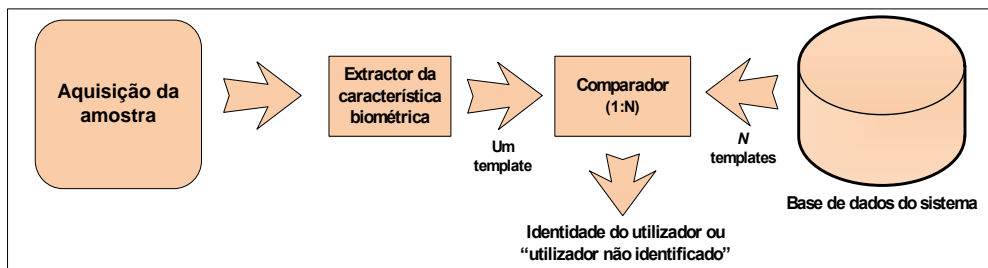 Aquisição da
amostra
Extractor da
característica
biométrica
Um
template
Comparador
(1:N)
N
templates
Base de dados do sistema
Identidade do utilizador ou
“utilizador não identificado”